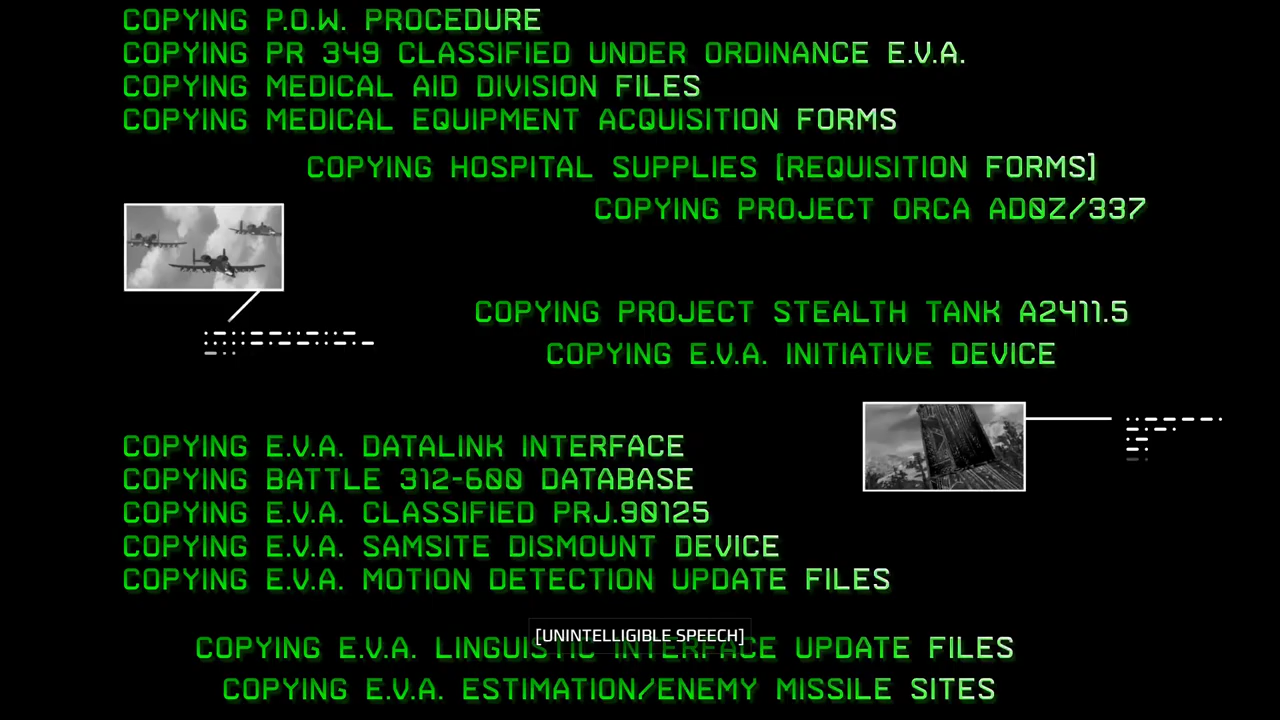 COPYING P.O.W. PROCEDURE
COPYING PR 349 CLASSIFIED UNDER ORDINANCE E.V.A.
COPYING MEDICAL AID DIVISION FILES
COPYING MEDICAL EQUIPMENT ACQUISITION FORMS
COPYING HOSPITAL SUPPLIES [REQUISITION FORMS]
COPYING PROJECT ORCA AD0Z/337
COPYING PROJECT STEALTH TANK A2411.5
COPYING E.V.A. INITIATIVE DEVICE
COPYING E.V.A. DATALINK INTERFACE
COPYING BATTLE 312-600 DATABASE
COPYING E.V.A. CLASSIFIED PRJ.90125
COPYING E.V.A. SAMSITE DISMOUNT DEVICE
COPYING E.V.A. MOTION DETECTION UPDATE FILES
[UNINTELLIGIBLE SPEECH]
COPYING E.V.A. LINGUISTIC INTERFACE UPDATE FILES
COPYING E.V.A. ESTIMATION/ENEMY MISSILE SITES